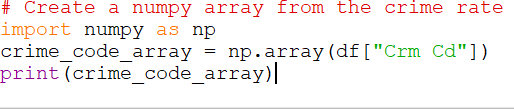 # Create a numpy array from the crime rate
import numpy as np
crime_code_array = np.array(df["Crm Cd"])
print(crime_code_array)